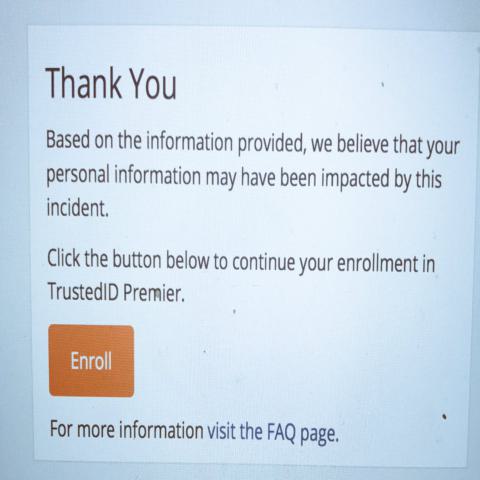 Thank You
Based on the information provided, we believe that your
personal information may have been impacted by this
incident.
Click the button below to continue your enrollment in
TrustedID Premier.
Enroll
For more information visit the FAQ page.